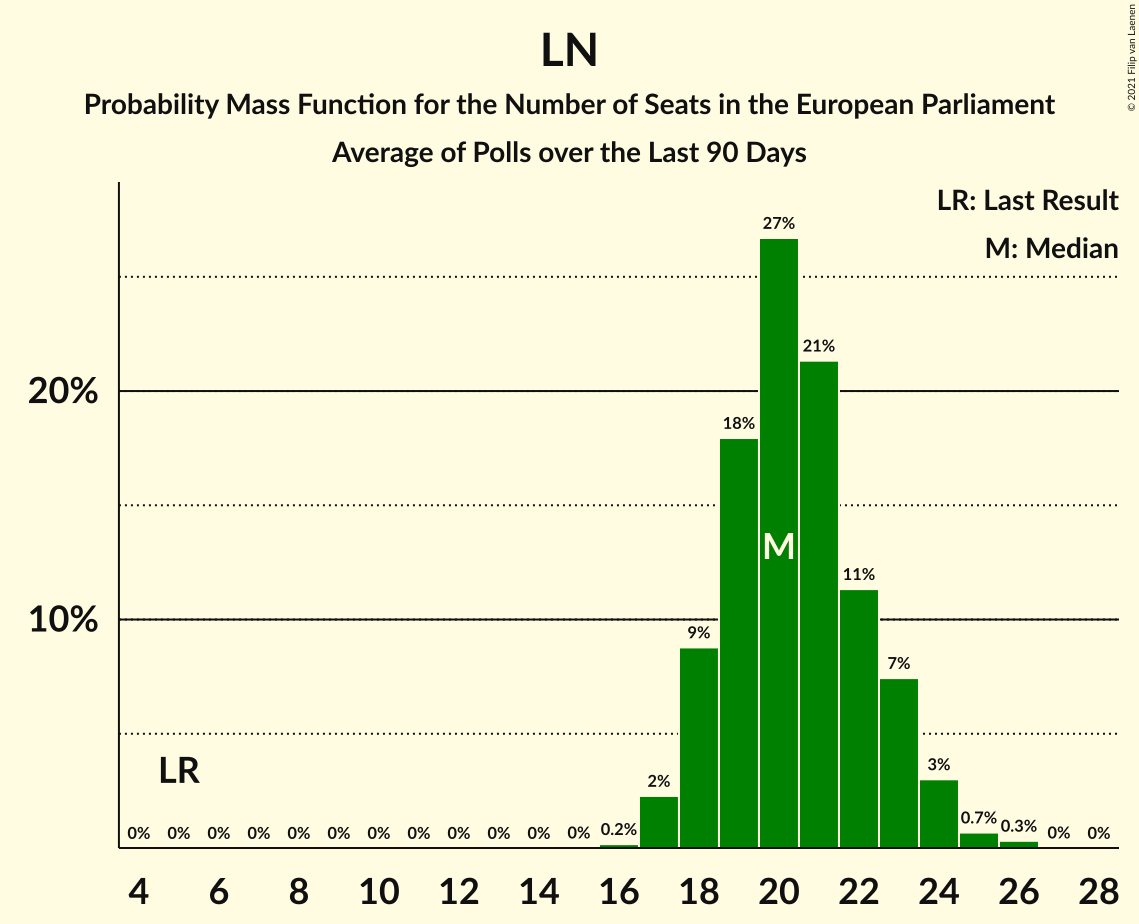 LN
Probability Mass Function for the Number of Seats in the European Parliament
Average of Polls over the Last 90 Days
© 2021 Filip van Laenen
LR: Last Result
M: Median
27%
21%
20%
18%
M
11%
10%
9%
7%
LR
3%
2%
0% 0% 0% 0% 0% 0% 0% 0% 0% 0% 0% 0% 0.2% 0.7% 0.3% 0% 0%
4 6 8 10 12 14 16 18 20 22 24 26 28